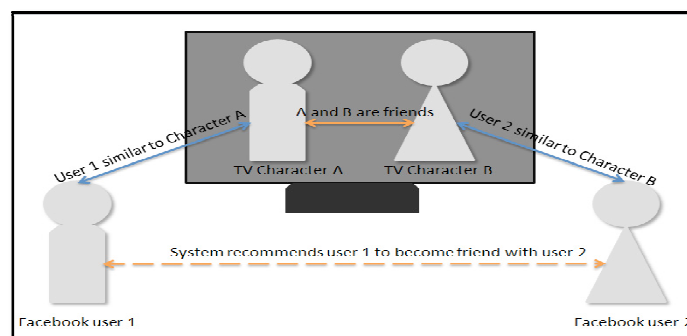 User 1 similar to Character A
A and B are friends
User 2 similar to Character B
TV Character A
TV Character B
System recommends user 1 to become friend with user 2
Facebook user 1
Facebook user 2